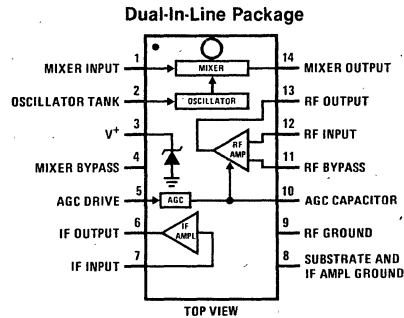 Dual-In-Line Package
MIXER INPUT 1 MIXER 14 MIXER OUTPUT
OSCILLATOR TANK 2 OSCILLATOR 13 RF OUTPUT
V+ 3 12 RF INPUT
RF AMP
MIXER BYPASS 4 11 RF BYPASS
AGC DRIVE 5 AGC 10 AGC CAPACITOR
IF OUTPUT 6 IF AMPL 9 RF GROUND
IF INPUT 7 8 SUBSTRATE AND
IF AMPL GROUND
TOP VIEW